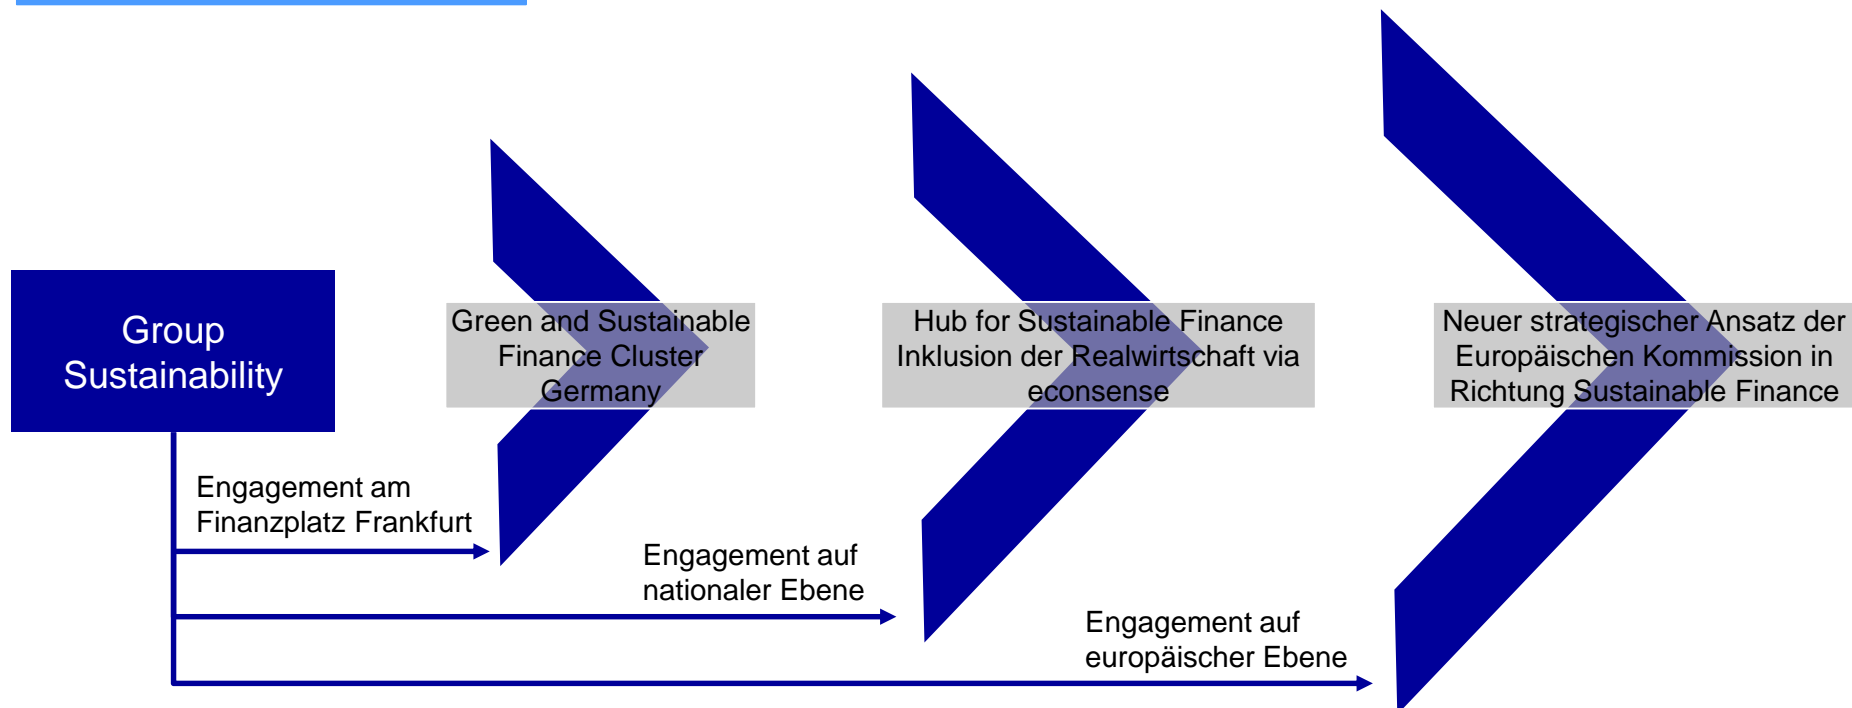 Group
Sustainability
Green and Sustainable
Finance Cluster
Germany
Hub for Sustainable Finance
Inklusion der Realwirtschaft via
econsense
Neuer strategischer Ansatz der
Europäischen Kommission in
Richtung Sustainable Finance
Engagement am
Finanzplatz Frankfurt
Engagement auf
nationaler Ebene
Engagement auf
europäischer Ebene